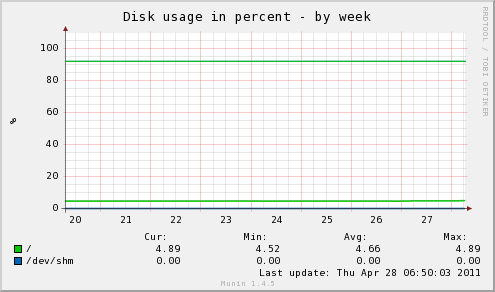 Disk usage in percent - by week
RRDTOOL / TOBI OETIKER
%
100
80
60
40
20
0
20 21 22 23 24 25 26 27
Cur: Min: Avg: Max:
/ 4.89 4.52 4.66 4.89
/dev/shm 0.00 0.00 0.00 0.00
Last update: Thu Apr 28 06:50:03 2011
Munin 1.4.5